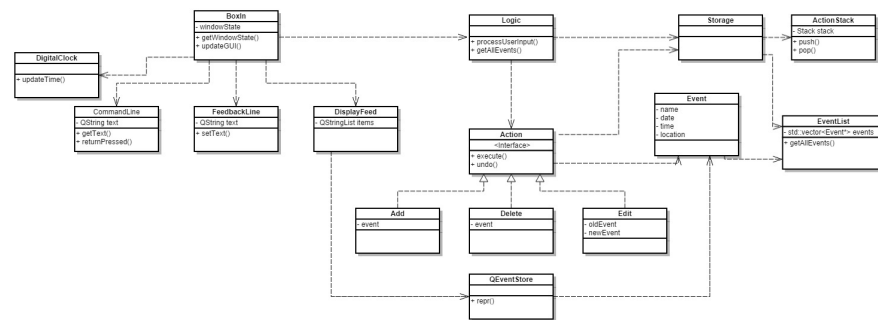 BoxIn
- windowState
+ getWindowState()
+ updateGUI()
Logic
+ processUserInput()
+ getAllEvents()
Storage
ActionStack
- Stack stack
+ push()
+ pop()
DigitalClock
+ updateTime()
CommandLine
- QString text
+ getText()
+ returnPressed()
FeedbackLine
- QString text
+ setText()
DisplayFeed
- QStringList items
Event
- name
- date
- time
- location
EventList
- std::vector<Event*> events
+ getAllEvents()
Action
<Interface>
+ execute()
+ undo()
Add
- event
Delete
- event
Edit
- oldEvent
- newEvent
QEventStore
+ repr()